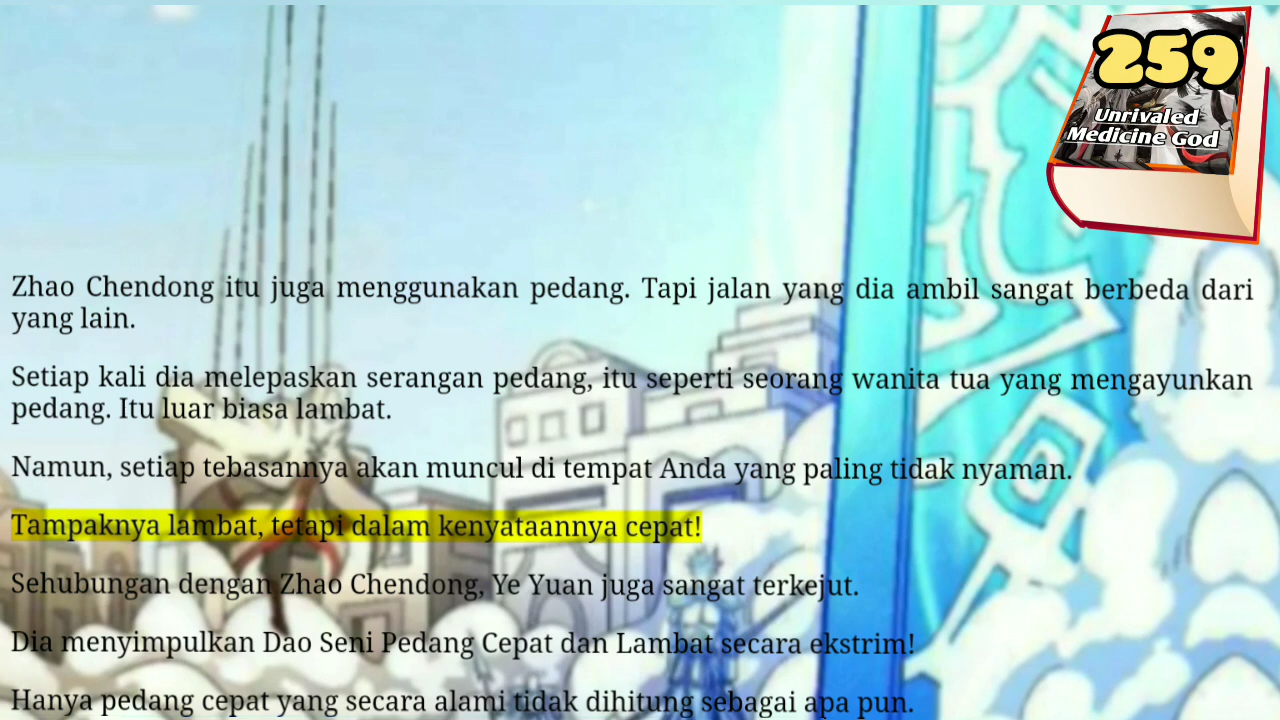 259
Unrivaled
Medicine God
Zhao Chendong itu juga menggunakan pedang. Tapi jalan yang dia ambil sangat berbeda dari
yang lain.
Setiap kali dia melepaskan serangan pedang, itu seperti seorang wanita tua yang mengayunkan
pedang. Itu luar biasa lambat.
Namun, setiap tebasannya akan muncul di tempat Anda yang paling tidak nyaman.
Tampaknya lambat, tetapi dalam kenyataannya cepat!
Sehubungan dengan Zhao Chendong, Ye Yuan juga sangat terkejut.
Dia menyimpulkan Dao Seni Pedang Cepat dan Lambat secara ekstrim!
Hanya pedang cepat yang secara alami tidak dihitung sebagai apa pun.